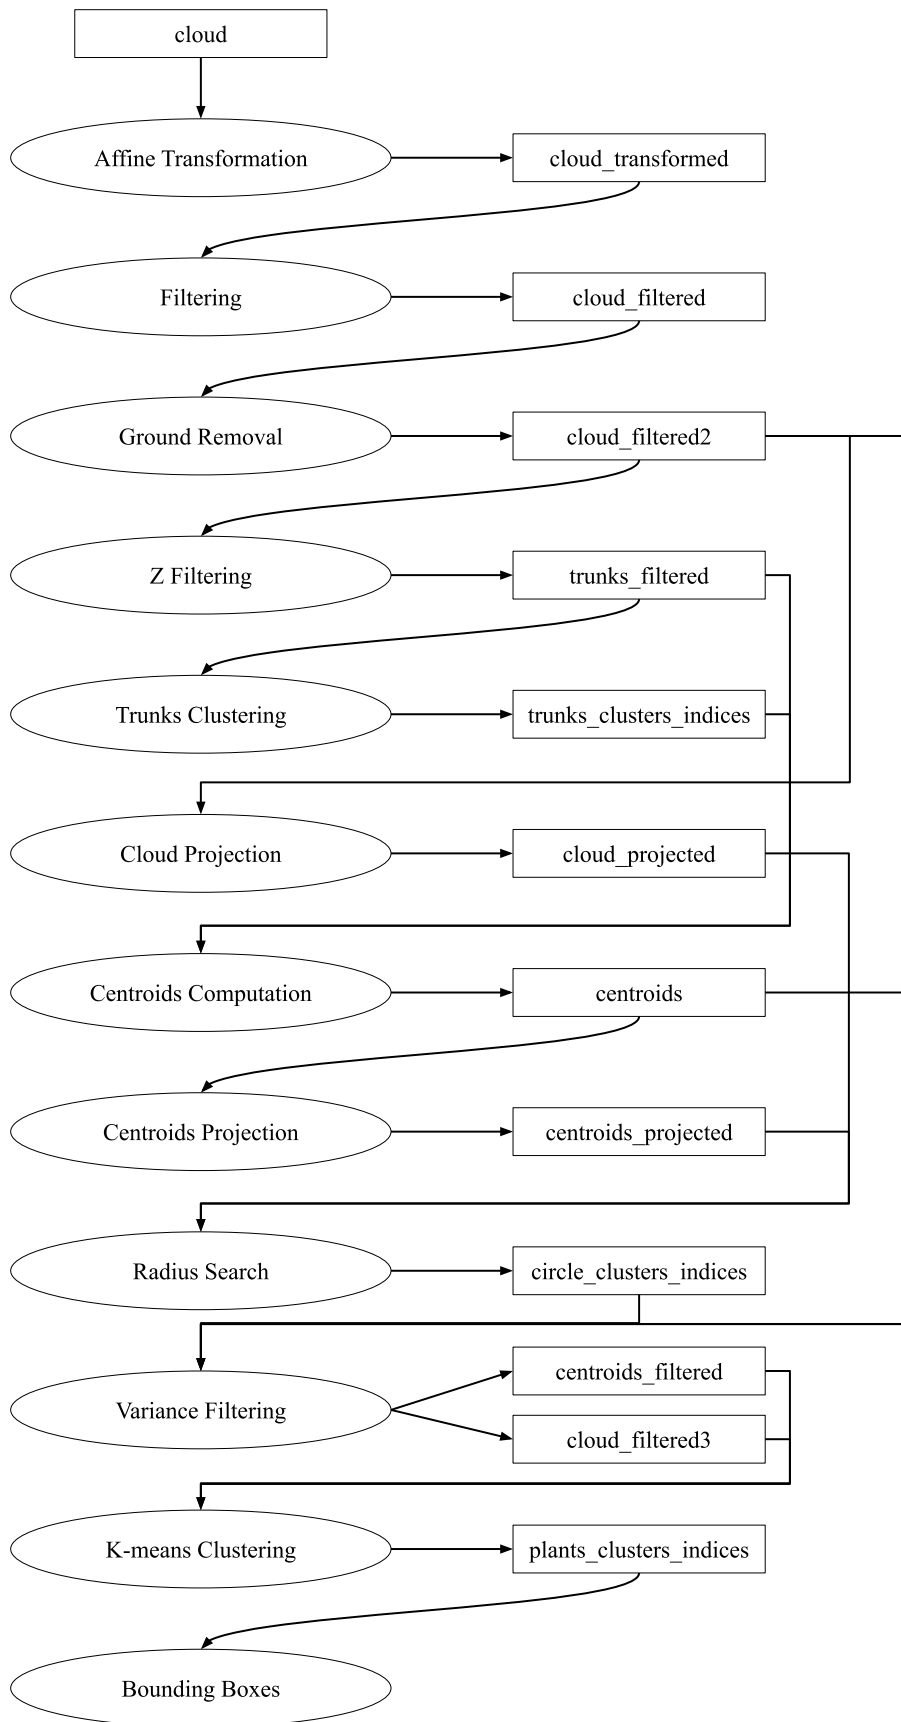 cloud
Affine Transformation
cloud_transformed
Filtering
cloud_filtered
Ground Removal
cloud_filtered2
Z Filtering
trunks_filtered
Trunks Clustering
trunks_clusters_indices
Cloud Projection
cloud_projected
Centroids Computation
centroids
Centroids Projection
centroids_projected
Radius Search
circle_clusters_indices
centroids_filtered
Variance Filtering
cloud_filtered3
K-means Clustering
plants_clusters_indices
Bounding Boxes